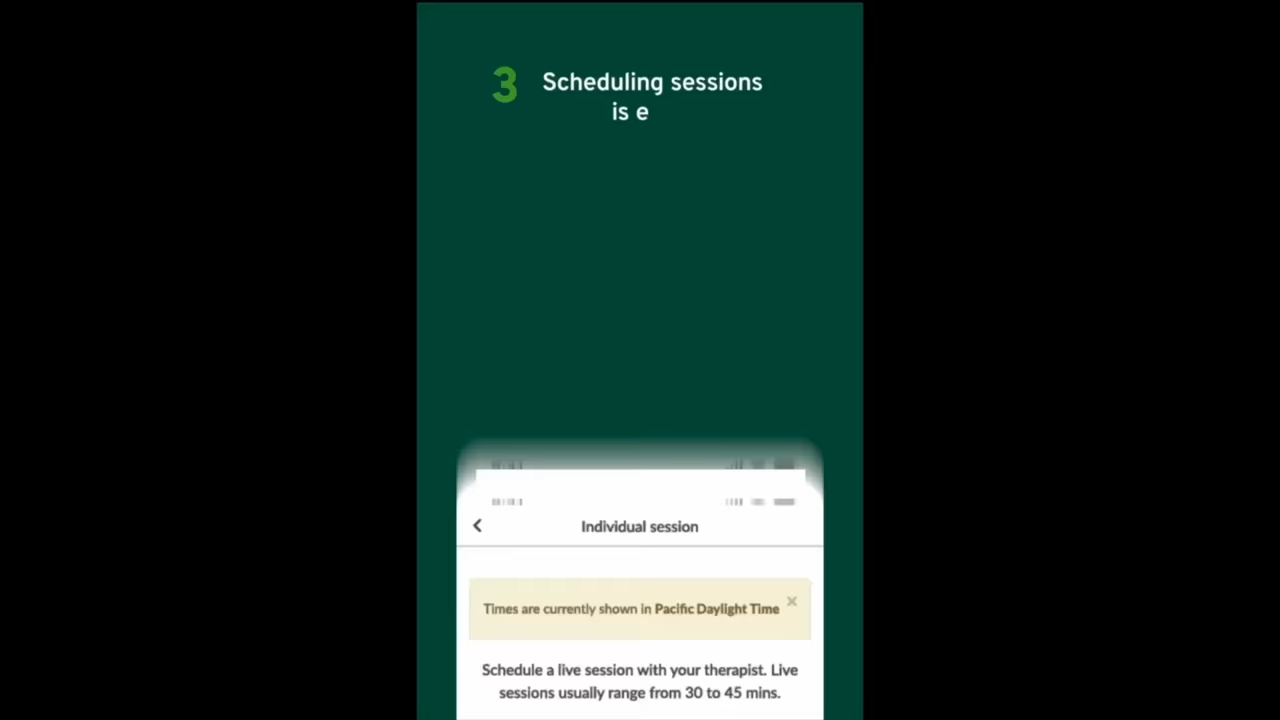 3 Scheduling sessions
is e
Individual session
Times are currently shown in Pacific Daylight Time
Schedule a live session with your therapist. Live
sessions usually range from 30 to 45 mins.